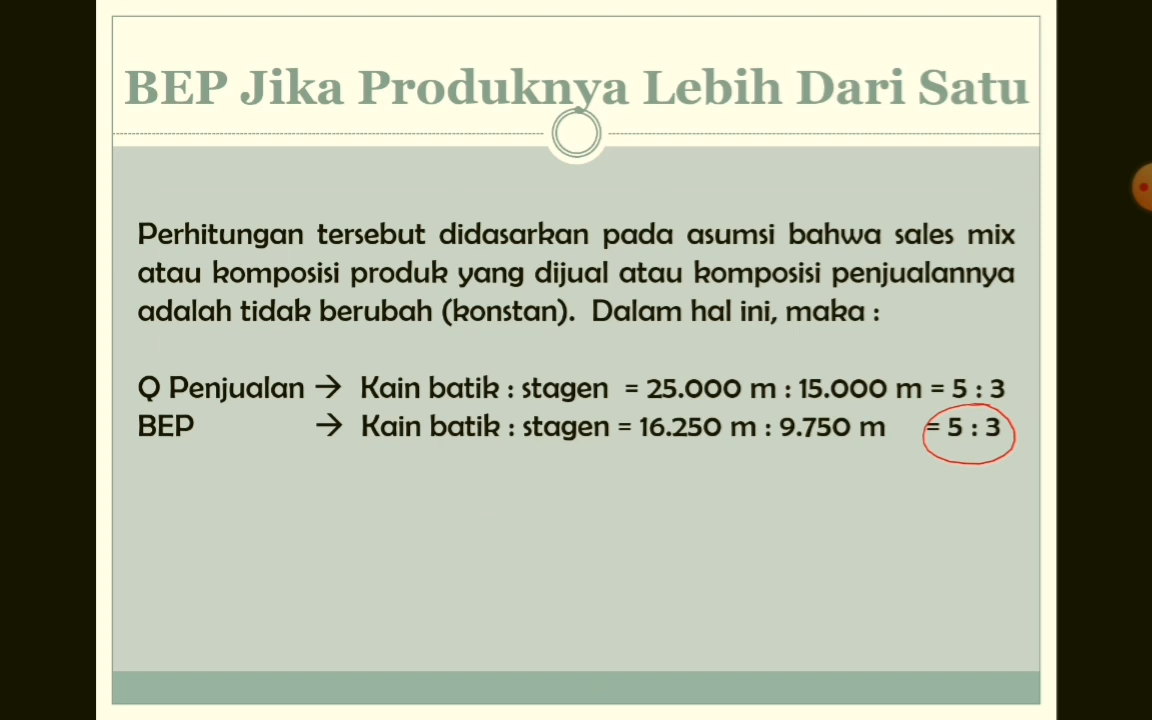 BEP Jika Produknya Lebih Dari Satu
Perhitungan tersebut didasarkan pada asumsi bahwa sales mix
atau komposisi produk yang dijual atau komposisi penjualannya
adalah tidak berubah (konstan). Dalam hal ini, maka :
Q Penjualan → Kain batik : stagen = 25.000 m : 15.000 m = 5 : 3
BEP → Kain batik : stagen = 16.250 m : 9.750 m = 5 : 3